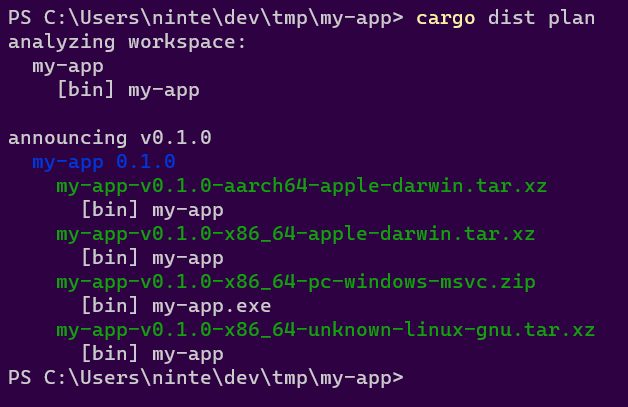 PS C:\Users\ninte\dev\tmp\my-app> cargo dist plan
analyzing workspace:
  my-app
    [bin] my-app

announcing v0.1.0
  my-app 0.1.0
    my-app-v0.1.0-aarch64-apple-darwin.tar.xz
      [bin] my-app
    my-app-v0.1.0-x86_64-apple-darwin.tar.xz
      [bin] my-app
    my-app-v0.1.0-x86_64-pc-windows-msvc.zip
      [bin] my-app.exe
    my-app-v0.1.0-x86_64-unknown-linux-gnu.tar.xz
      [bin] my-app
PS C:\Users\ninte\dev\tmp\my-app>